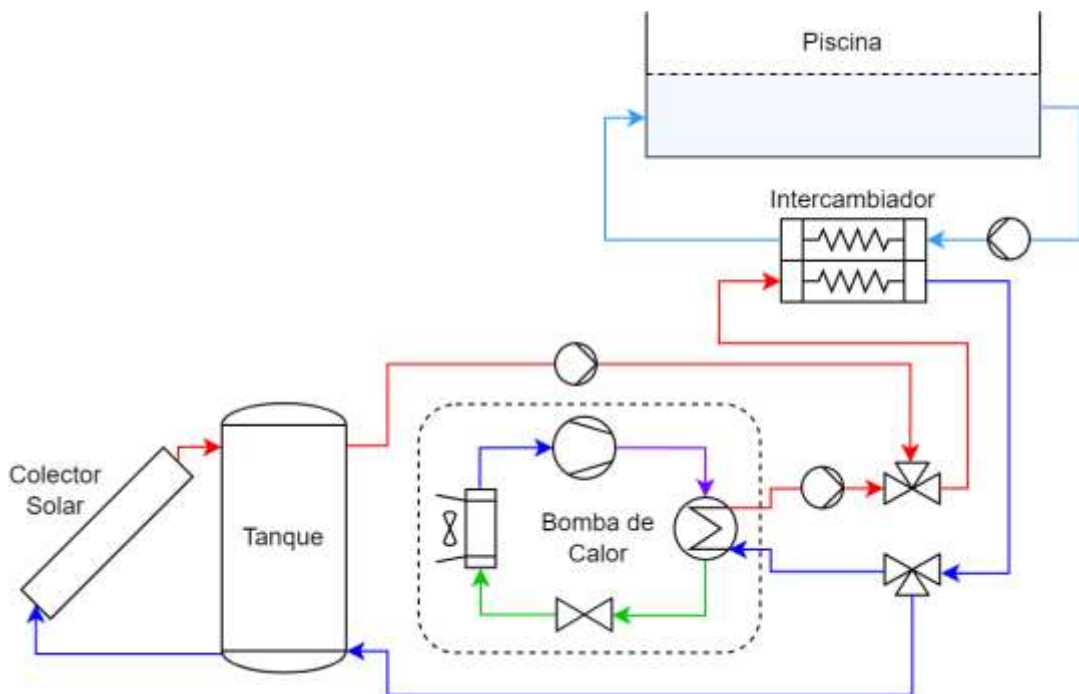 Piscina
Intercambiador
Colector
Solar
Tanque
Bomba de
Calor